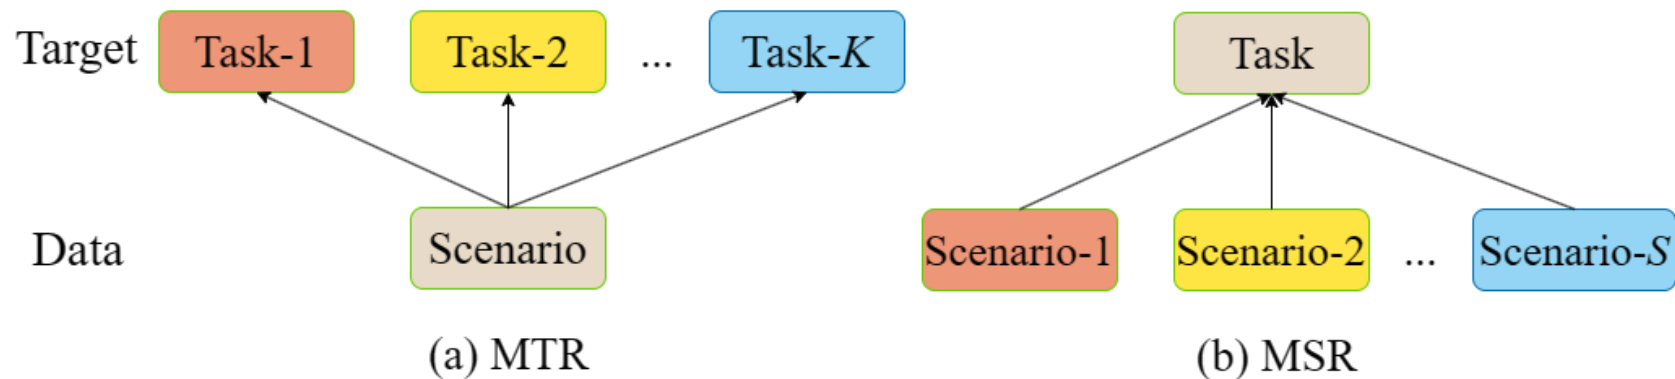 Target Task-1 Task-2 ... Task-K Task
Data Scenario Scenario-1 Scenario-2 ... Scenario-S
(a) MTR (b) MSR